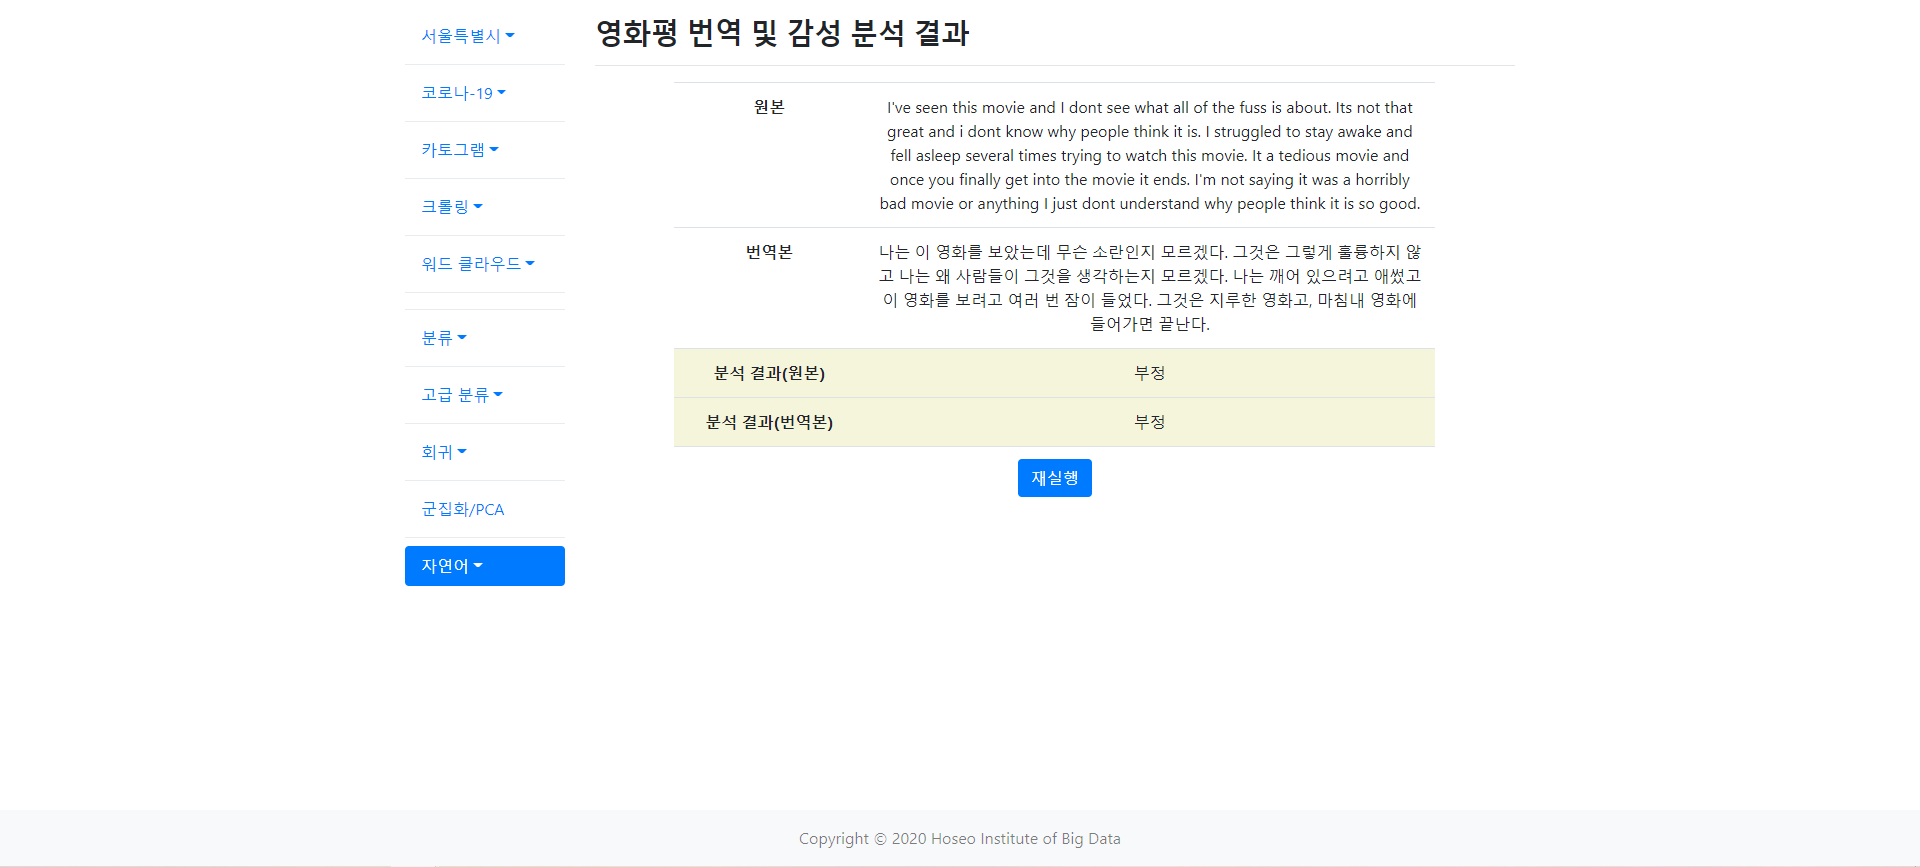 서울특별시
코로나-19
카토그램
크롤링
워드 클라우드
분류
고급 분류
회귀
군집화/PCA
자연어
영화평 번역 및 감성 분석 결과
원본
I've seen this movie and I dont see what all of the fuss is about. Its not that
great and i dont know why people think it is. I struggled to stay awake and
fell asleep several times trying to watch this movie. It a tedious movie and
once you finally get into the movie it ends. I'm not saying it was a horribly
bad movie or anything I just dont understand why people think it is so good.
번역본
나는 이 영화를 보았는데 무슨 소란인지 모르겠다. 그것은 그렇게 훌륭하지 않
고 나는 왜 사람들이 그것을 생각하는지 모르겠다. 나는 깨어 있으려고 애썼고
이 영화를 보려고 여러 번 잠이 들었다. 그것은 지루한 영화고, 마침내 영화에
들어가면 끝난다.
분석 결과(원본) 부정
분석 결과(번역본) 부정
재실행
Copyright © 2020 Hoseo Institute of Big Data